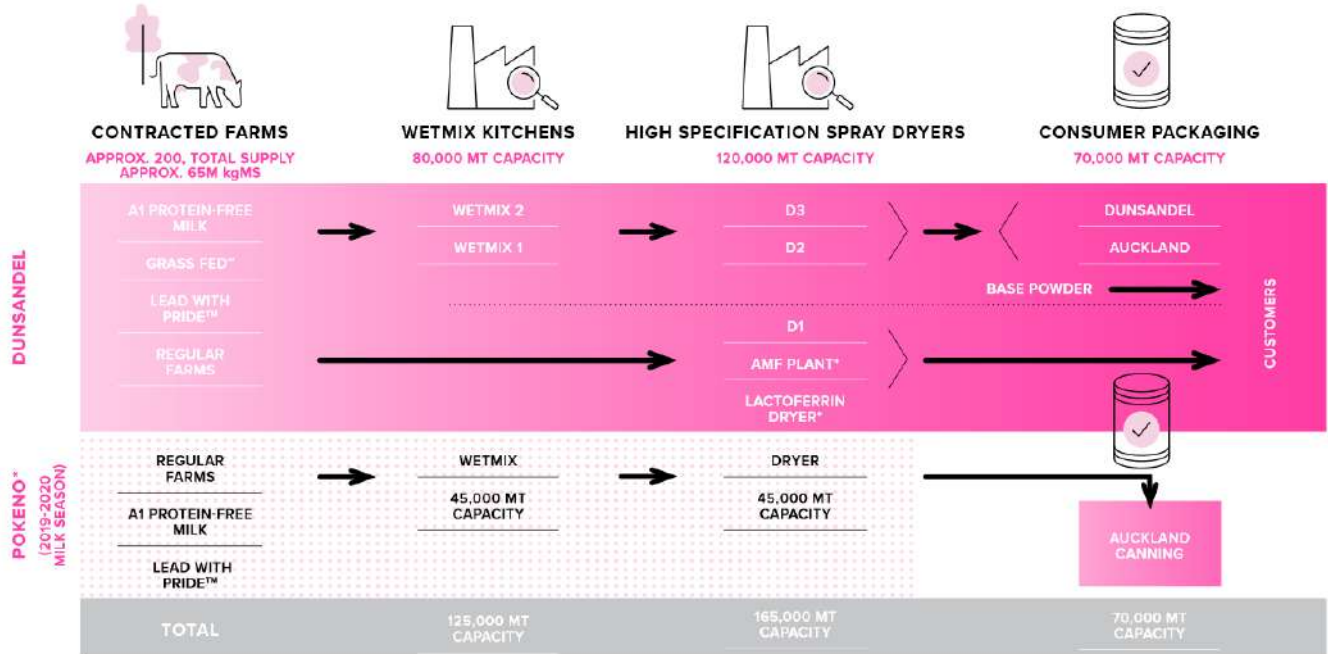 CONTRACTED FARMS
APPROX. 200, TOTAL SUPPLY
APPROX. 65M kgMS
WETMIX KITCHENS
80,000 MT CAPACITY
HIGH SPECIFICATION SPRAY DRYERS
120,000 MT CAPACITY
CONSUMER PACKAGING
70,000 MT CAPACITY
DUNSANDEL
A1 PROTEIN-FREE
MILK
GRASS FED™
LEAD WITH
PRIDE™
REGULAR
FARMS
WETMIX 2
WETMIX 1
D3
D2
D1
AMF PLANT*
LACTOFERRIN
DRYER*
DUNSANDEL
AUCKLAND
BASE POWDER
CUSTOMERS
POKENO*
(2019-2020
MILK SEASON)
REGULAR
FARMS
A1 PROTEIN-FREE
MILK
LEAD WITH
PRIDE™
WETMIX
45,000 MT
CAPACITY
DRYER
45,000 MT
CAPACITY
AUCKLAND
CANNING
TOTAL
125,000 MT
CAPACITY
165,000 MT
CAPACITY
70,000 MT
CAPACITY